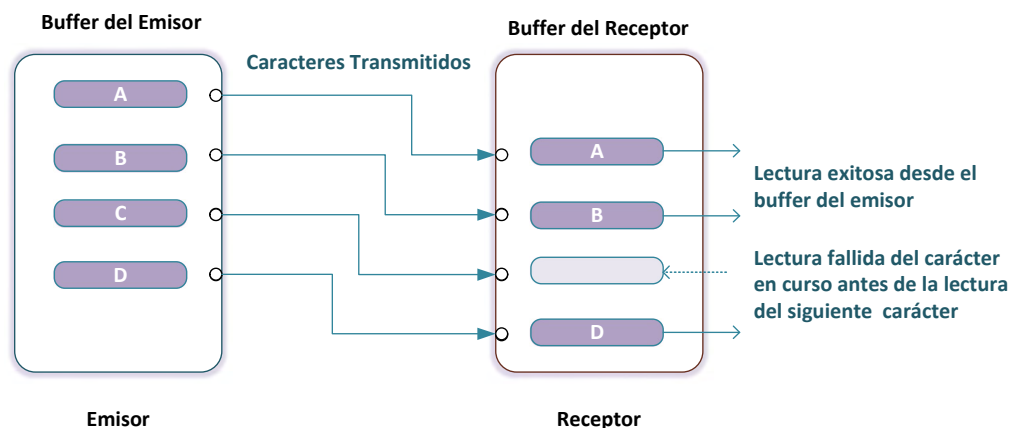 Buffer del Emisor
Buffer del Receptor
Caracteres Transmitidos
A
B
C
D
A
B
D
Lectura exitosa desde el
buffer del emisor
Lectura fallida del carácter
en curso antes de la lectura
del siguiente carácter
Emisor
Receptor